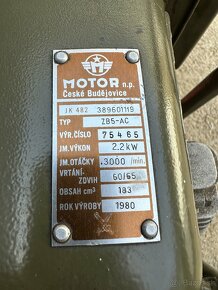 MOTOR n.p.
České Budějovice
JK 482 389601119
TYP ZB5-AC
VÝR. ČÍSLO 75465
JM. VÝKON 2.2kW
JM. OTÁČKY 3000/min.
VRTÁNÍ. ZDVIH 60/65
OBSAH cm³ 183
ROK VÝROBY 1980